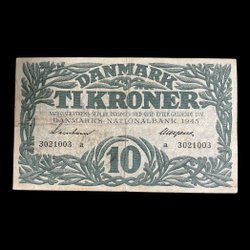 DANMARK
TI KRONER
DANMARKS NATIONALBANK 1945
3021003 a a 3021003
10